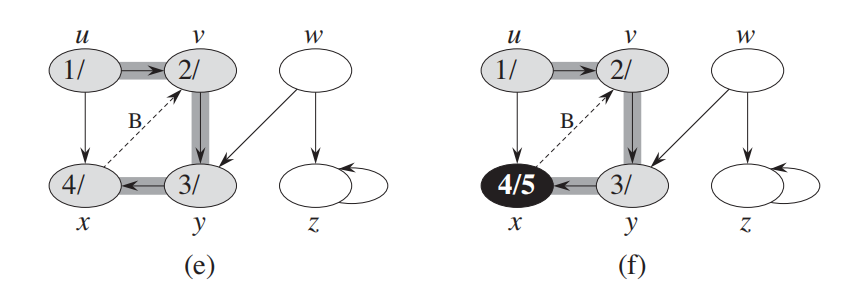 u v w u v w
1/ 2/ 1/ 2/
B B
4/ 3/ 4/5 3/
x y z x y z
(e) (f)